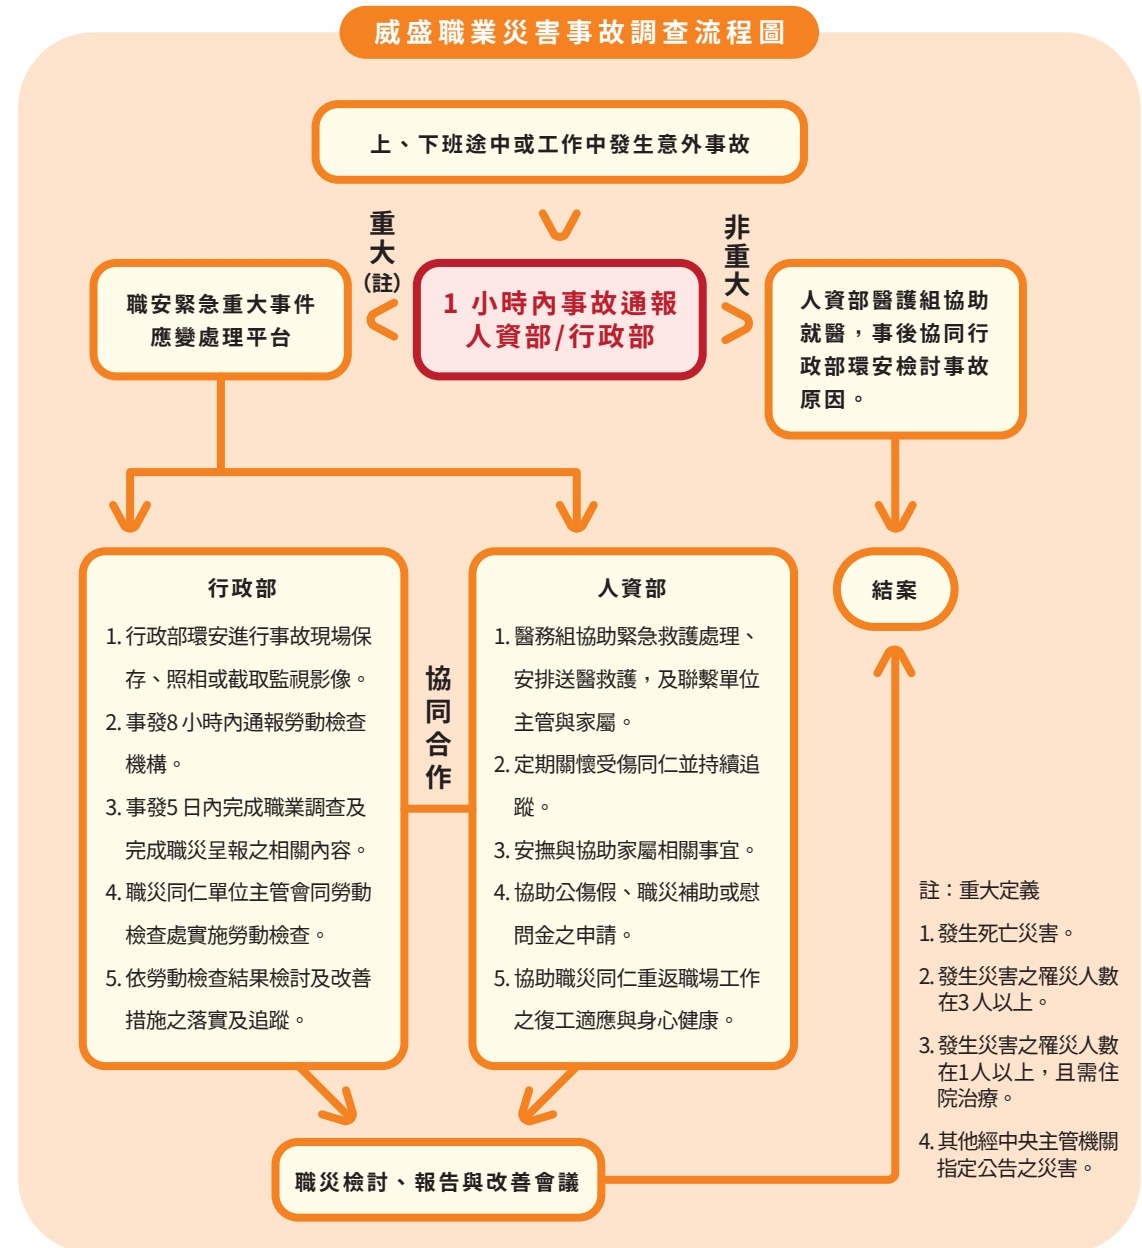 威盛職業災害事故調查流程圖
上、下班途中或工作中發生意外事故
重大
(註)
非重大
職安緊急重大事件
應變處理平台
1 小時內事故通報
人資部/行政部
人資部醫護組協助
就醫，事後協同行
政部環安檢討事故
原因。
行政部
1. 行政部環安進行事故現場保
存、照相或截取監視影像。
2. 事發8 小時內通報勞動檢查
機構。
3. 事發5 日內完成職業調查及
完成職災呈報之相關內容。
4. 職災同仁單位主管會同勞動
檢查處實施勞動檢查。
5. 依勞動檢查結果檢討及改善
措施之落實及追蹤。
協同合作
人資部
1. 醫務組協助緊急救護處理、
安排送醫救護，及聯繫單位
主管與家屬。
2. 定期關懷受傷同仁並持續追
蹤。
3. 安撫與協助家屬相關事宜。
4. 協助公傷假、職災補助或慰
問金之申請。
5. 協助職災同仁重返職場工作
之復工適應與身心健康。
結案
註：重大定義
1. 發生死亡災害。
2. 發生災害之罹災人數
在3 人以上。
3. 發生災害之罹災人數
在1人以上，且需住
院治療。
4. 其他經中央主管機關
指定公告之災害。
職災檢討、報告與改善會議